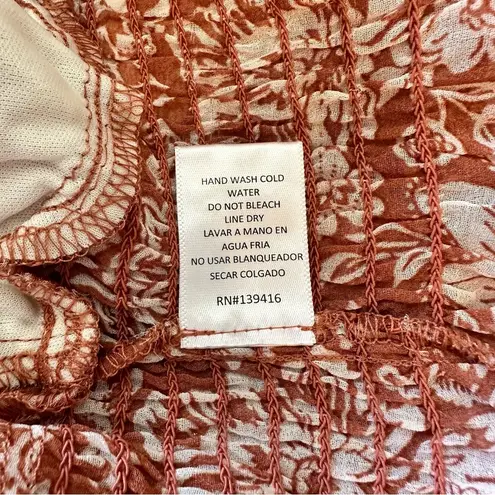 HAND WASH COLD
WATER
DO NOT BLEACH
LINE DRY
LAVAR A MANO EN
AGUA FRIA
NO USAR BLANQUEADOR
SECAR COLGADO
RN#139416